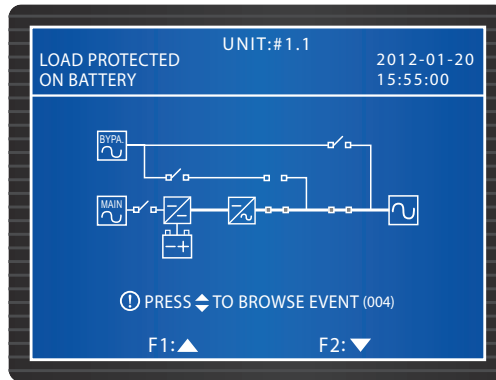 UNIT:#1.1
LOAD PROTECTED
ON BATTERY
2012-01-20
15:55:00
BYPA.
MAIN
PRESS TO BROWSE EVENT (004)
F1:
F2: